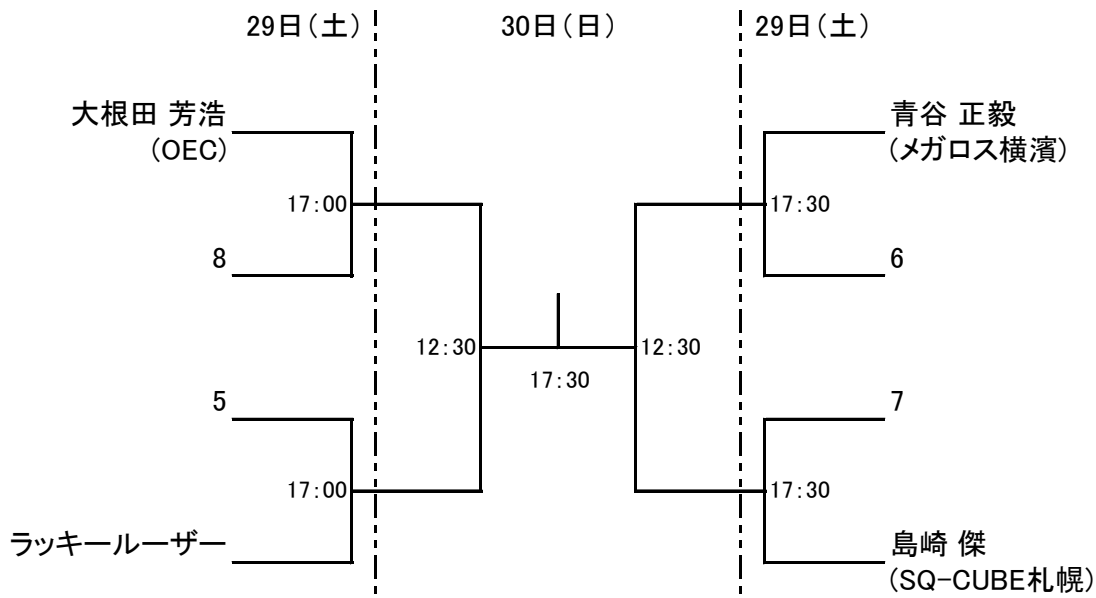 29日(土)
30日(日)
29日(土)
大根田 芳浩
(OEC)
青谷 正毅
(メガロス横濱)
17:00
17:30
8
6
12:30
12:30
17:30
5
7
17:00
17:30
ラッキールーザー
島崎 傑
(SQ-CUBE札幌)